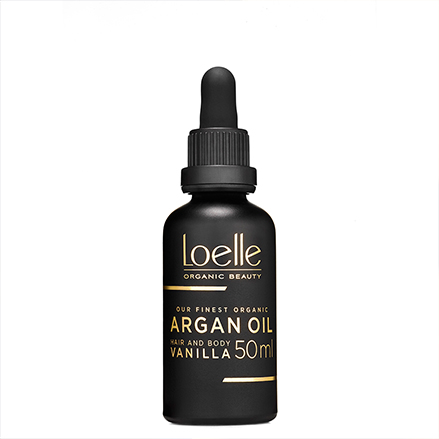 Loelle
ORGANIC BEAUTY
OUR FINEST ORGANIC
ARGAN OIL
HAIR AND BODY
VANILLA 50ml